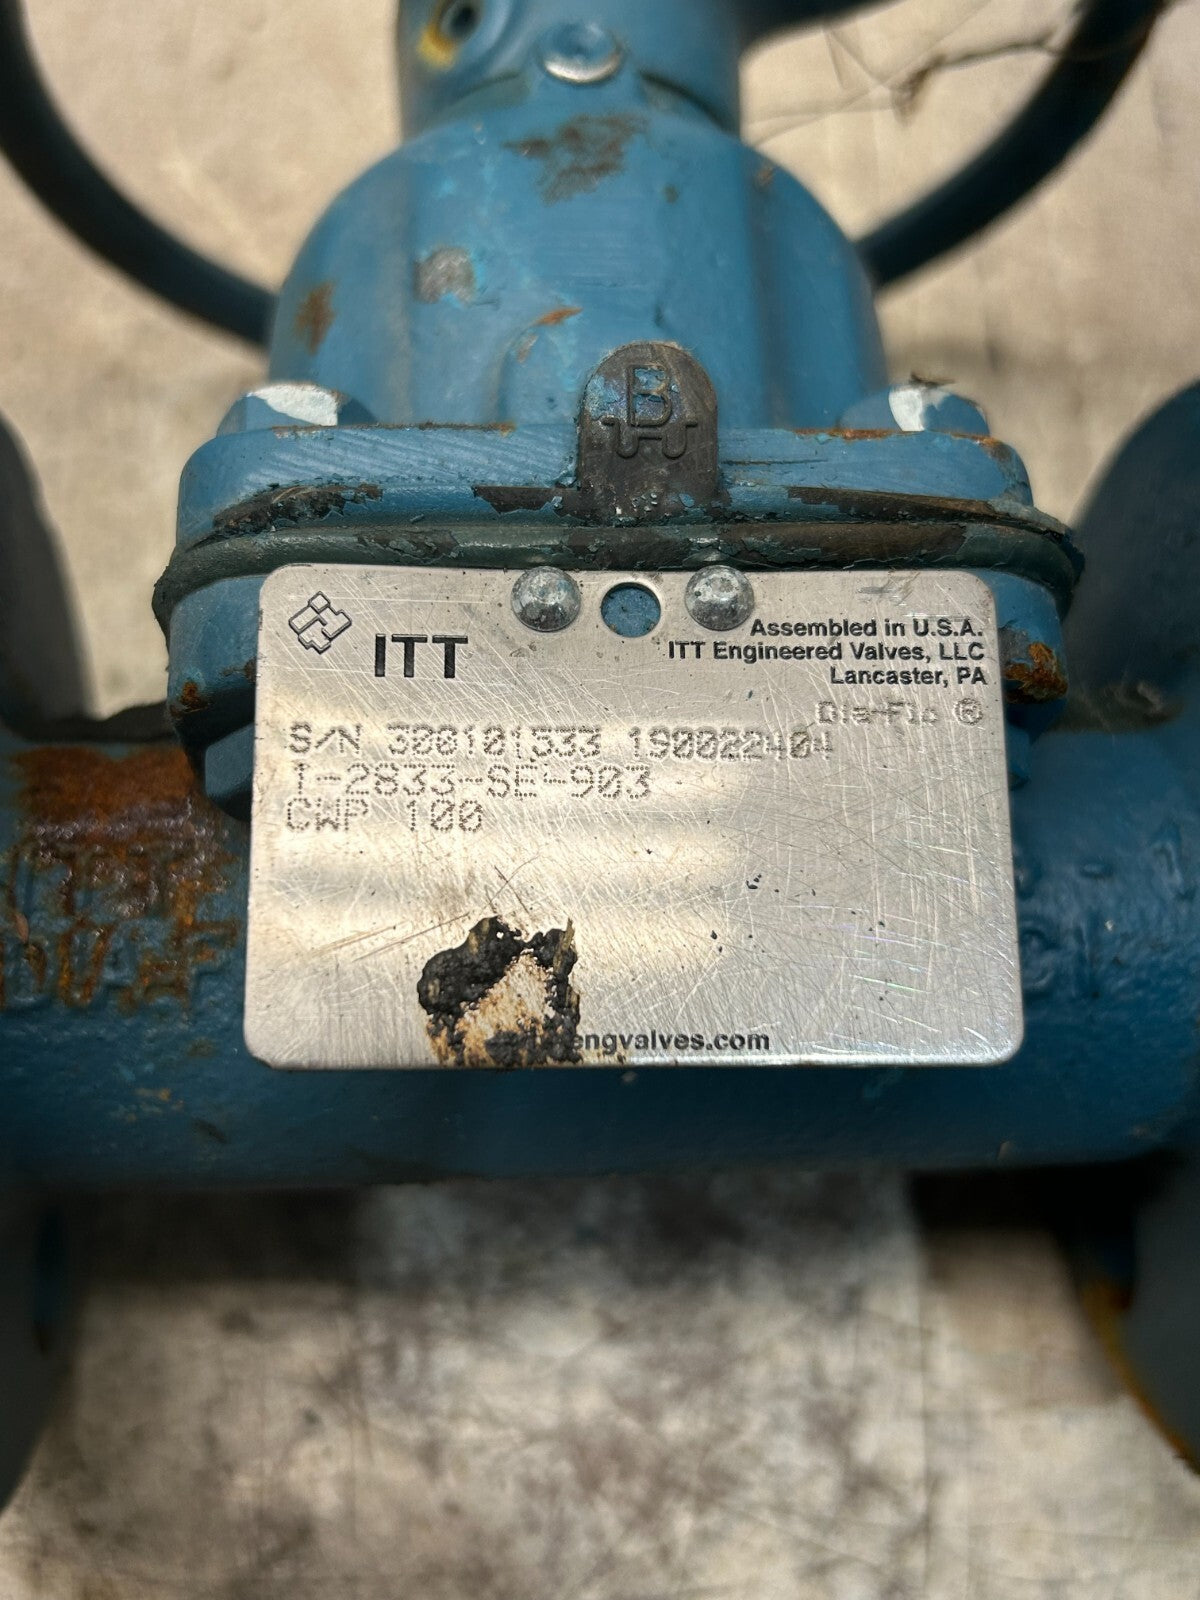 B
ITT
Assembled in U.S.A.
ITT Engineered Valves, LLC
Lancaster, PA
Dia-Flo ®
S/N 300101533 190022404
1-2833-SE-903
CWP 100
engvalves.com